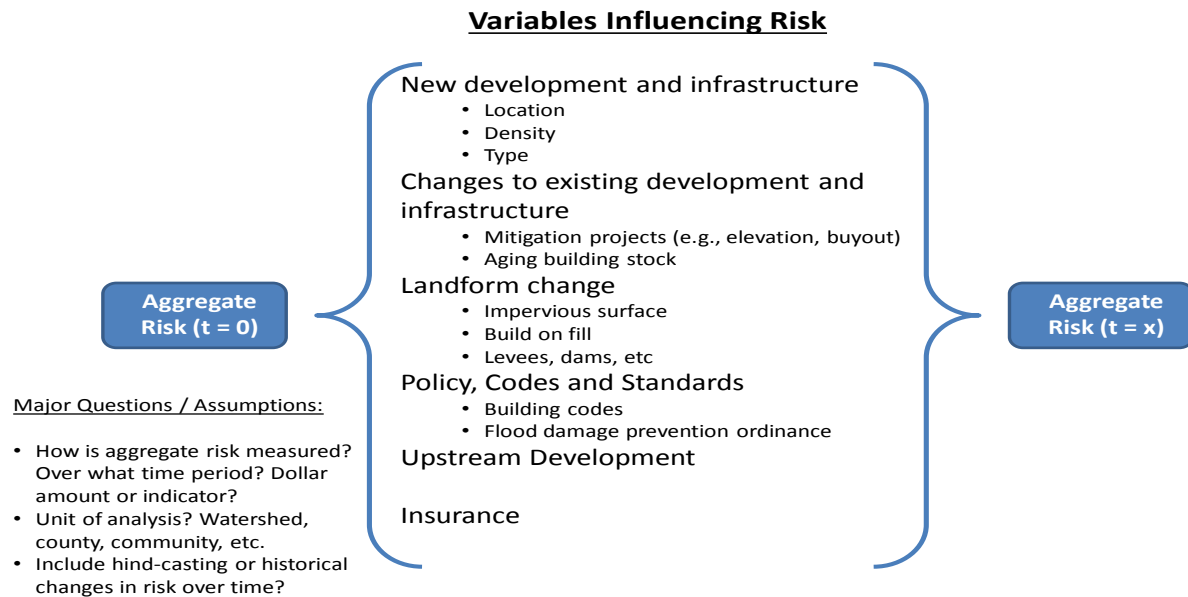 Variables Influencing Risk
New development and infrastructure
• Location
• Density
• Type
Changes to existing development and
infrastructure
• Mitigation projects (e.g., elevation, buyout)
• Aging building stock
Landform change
• Impervious surface
• Build on fill
• Levees, dams, etc
Policy, Codes and Standards
• Building codes
• Flood damage prevention ordinance
Upstream Development
Insurance
Aggregate
Risk (t = 0)
Aggregate
Risk (t = x)
Major Questions / Assumptions:
• How is aggregate risk measured?
Over what time period? Dollar
amount or indicator?
• Unit of analysis? Watershed,
county, community, etc.
• Include hind-casting or historical
changes in risk over time?